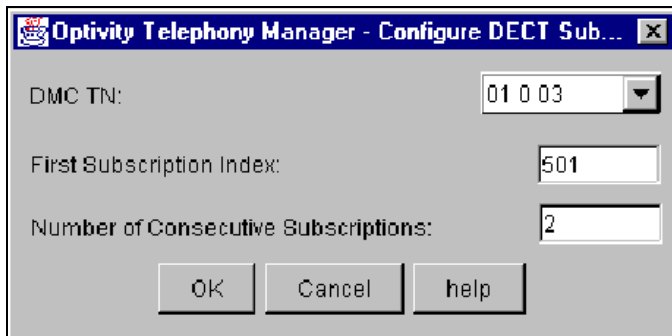 Optivity Telephony Manager - Configure DECT Sub...
DMC TN: 01 0 03
First Subscription Index: 501
Number of Consecutive Subscriptions: 2
OK Cancel help